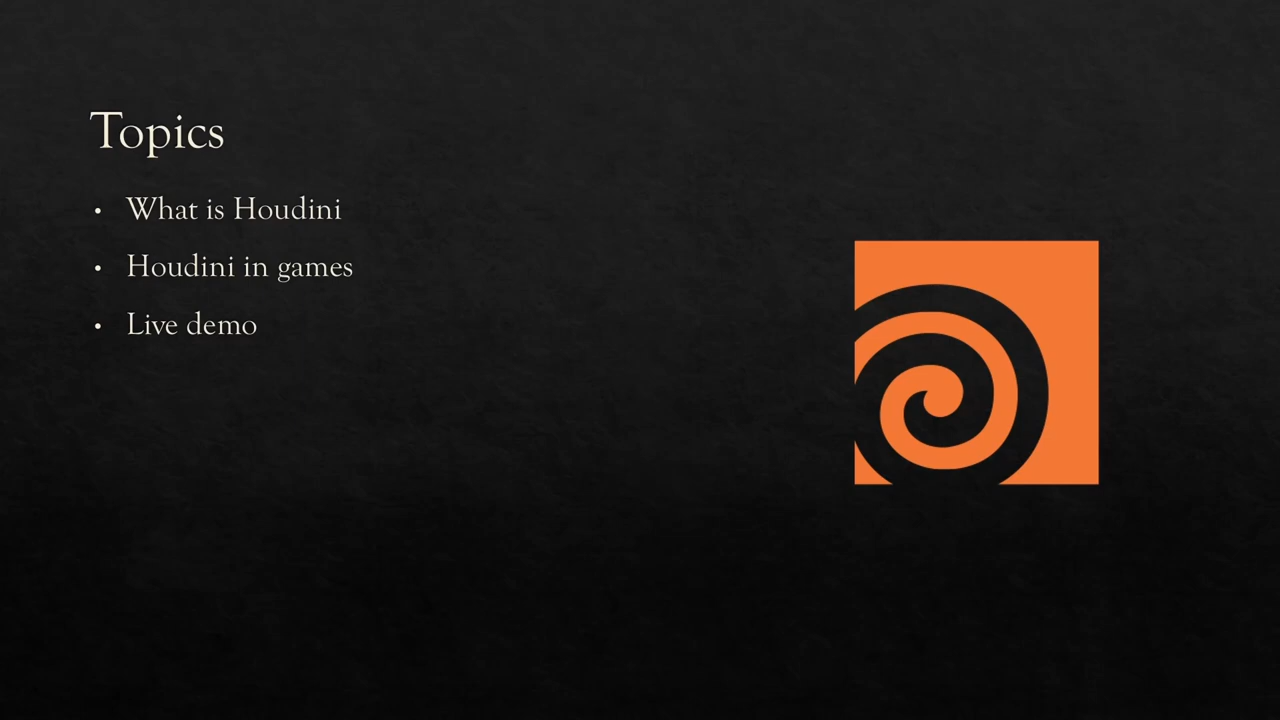 Topics
• What is Houdini
• Houdini in games
• Live demo